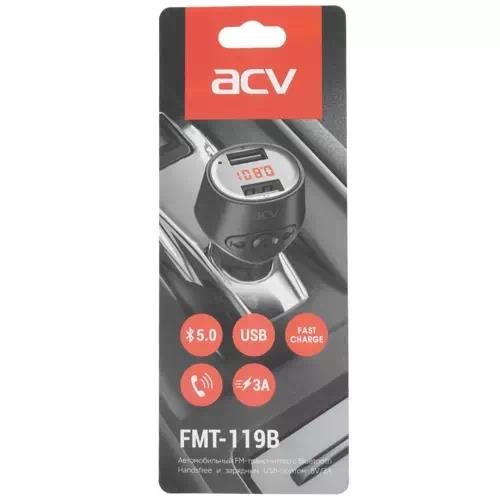 acv
108.0
acv
5.0
USB
FAST
CHARGE
3A
FMT-119B
Автомобильный FM-трансмиттер с Bluetooth
Handsfree и зарядным USB-портом 5V/3A